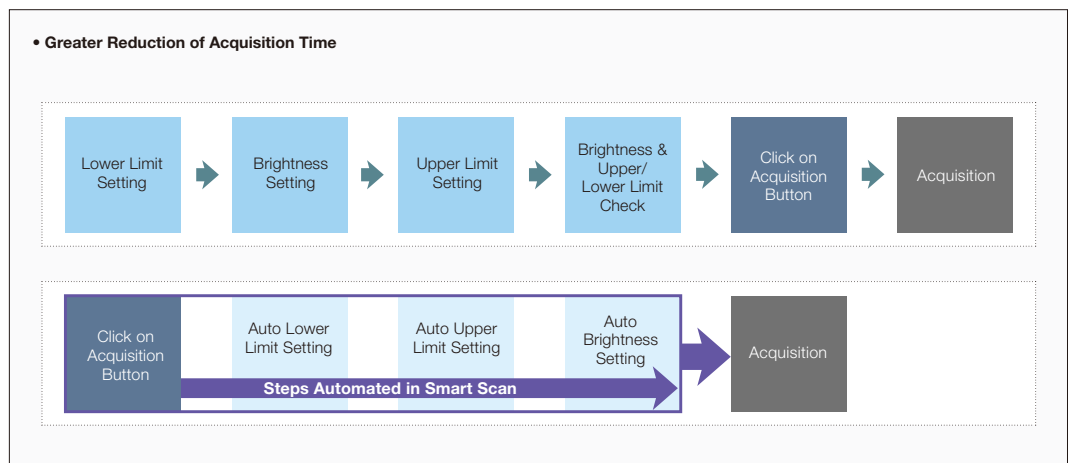 • Greater Reduction of Acquisition Time
Lower Limit
Setting
Brightness
Setting
Upper Limit
Setting
Brightness &
Upper/
Lower Limit
Check
Click on
Acquisition
Button
Acquisition
Click on
Acquisition
Button
Auto Lower
Limit Setting
Auto Upper
Limit Setting
Auto
Brightness
Setting
Steps Automated in Smart Scan
Acquisition